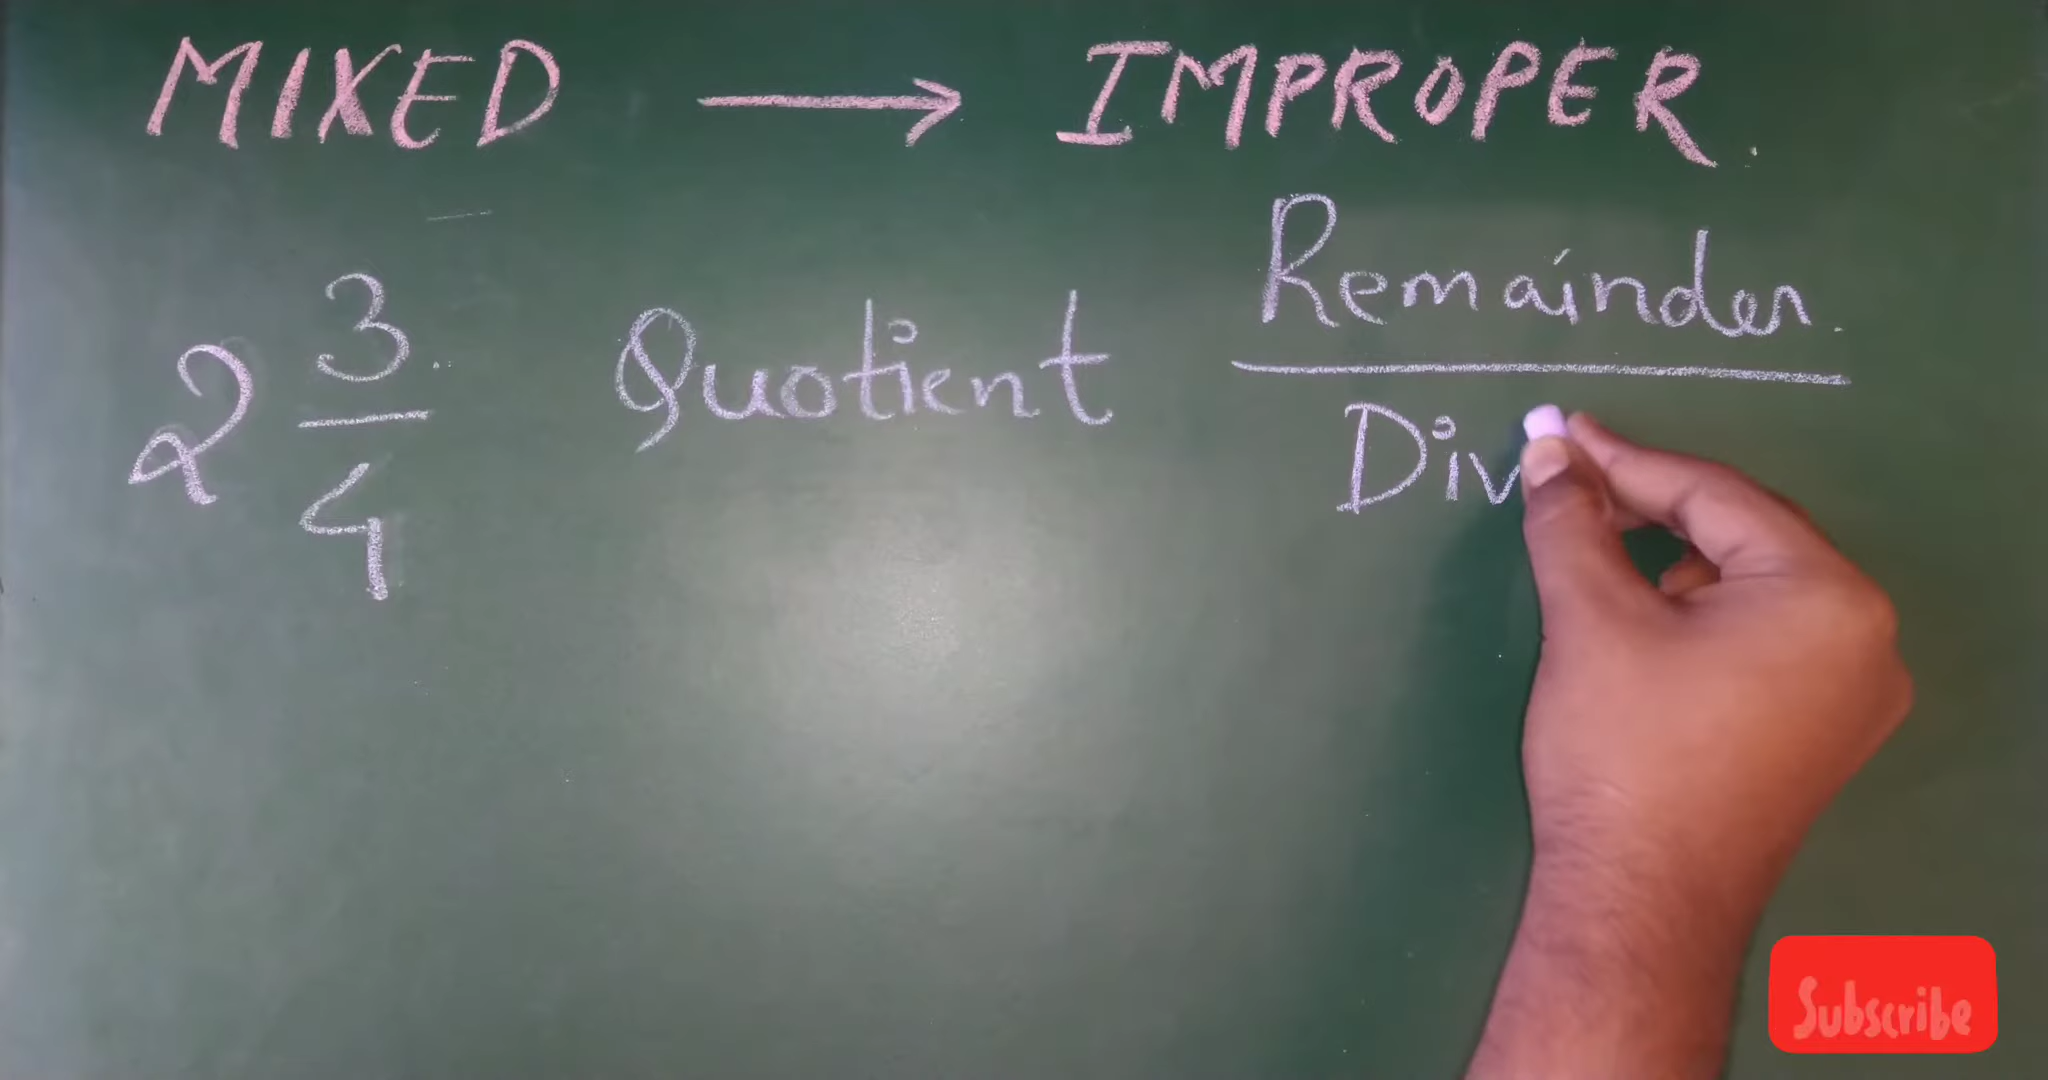 MIXED → IMPROPER.
2 3/4 Quotient Remainder.
Div
Subscribe